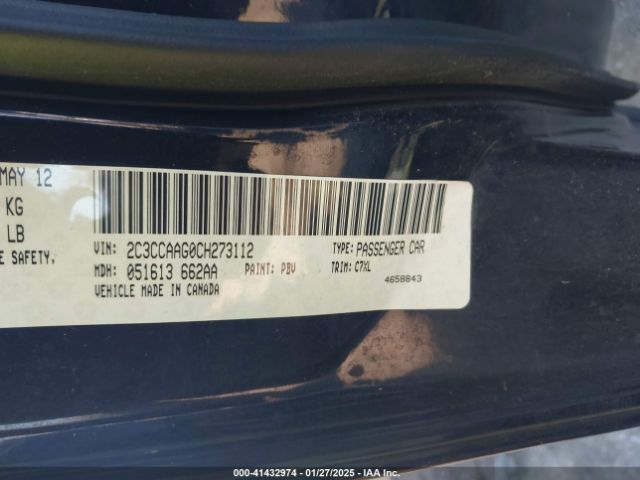 MAY 12
KG
LB
E SAFETY,
VIN: 2C3CCAAG0CH273112 TYPE: PASSENGER CAR
MDH: 051613 662AA PAINT: PBV TRIM: C7XL
VEHICLE MADE IN CANADA 4658843
000-41432974 | 01/27/2025 - IAA Inc.